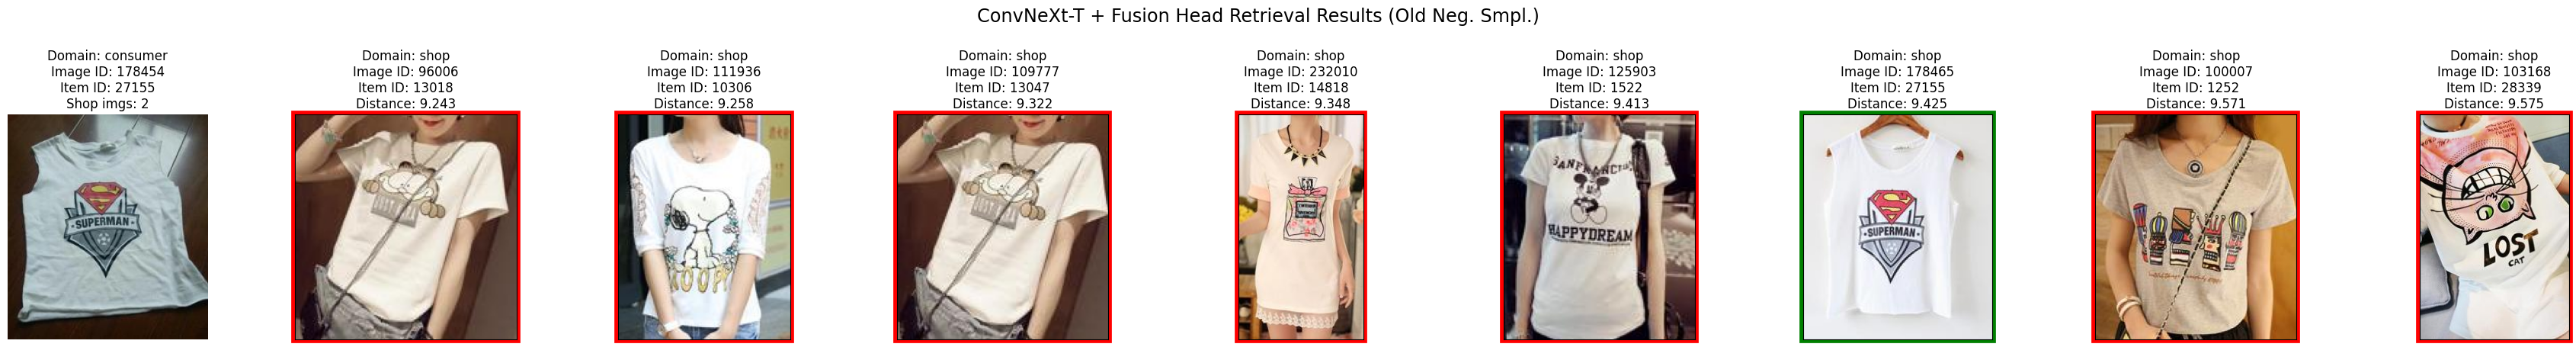 ConvNeXt-T + Fusion Head Retrieval Results (Old Neg. Smpl.)
Domain: consumer
Image ID: 178454
Item ID: 27155
Shop imgs: 2
SUPERMAN
Domain: shop
Image ID: 96006
Item ID: 13018
Distance: 9.243
Domain: shop
Image ID: 111936
Item ID: 10306
Distance: 9.258
Domain: shop
Image ID: 109777
Item ID: 13047
Distance: 9.322
Domain: shop
Image ID: 232010
Item ID: 14818
Distance: 9.348
Domain: shop
Image ID: 125903
Item ID: 1522
Distance: 9.413
HAPPYDREAM
Domain: shop
Image ID: 178465
Item ID: 27155
Distance: 9.425
SUPERMAN
Domain: shop
Image ID: 100007
Item ID: 1252
Distance: 9.571
Domain: shop
Image ID: 103168
Item ID: 28339
Distance: 9.575
LOST
CAT